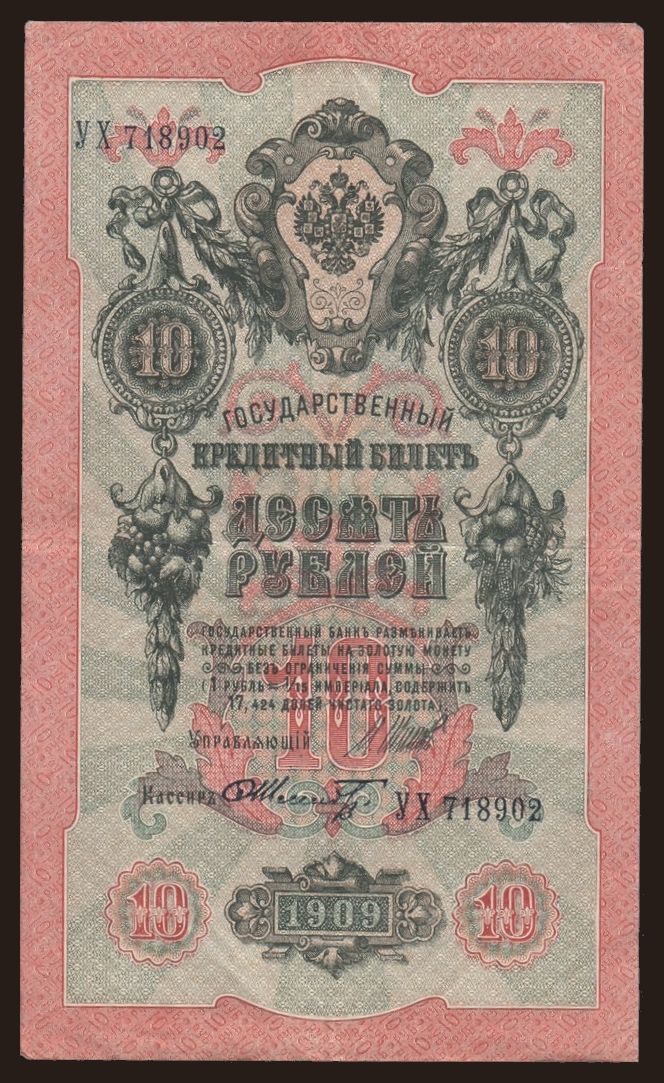 УХ 718902
10 10
ГОСУДАРСТВЕННЫЙ
КРЕДИТНЫЙ БИЛЕТЪ
ДЕСЯТЬ
РУБЛЕЙ
ГОСУДАРСТВЕННЫЙ БАНКЪ РАЗМѢНИВАЕТЪ
КРЕДИТНЫЕ БИЛЕТЫ НА ЗОЛОТУЮ МОНЕТУ
БЕЗЪ ОГРАНИЧЕНІЯ СУММЫ
(1 РУБЛЬ = 1/15 ИМПЕРІАЛА, СОДЕРЖИТЪ
17,424 ДОЛЕЙ ЧИСТАГО ЗОЛОТА).
10
УПРАВЛЯЮЩІЙ
Кассиръ
УХ 718902
10 1909 10